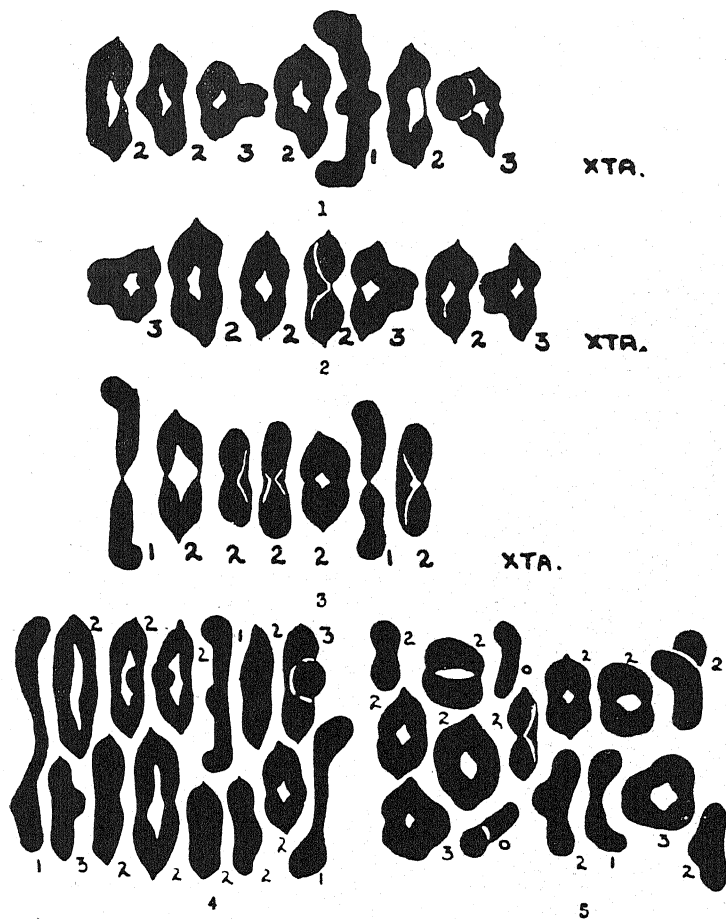 2 2 3 2 1 2 3 XTA.
1
3 2 2 2 3 2 3 XTA.
2
1 2 2 2 2 1 2 XTA.
3
2 2 2 1 2 3
1 3 2 2 2 2 2 1
4
2 2 0 2 2 2
2 2 2
3 0 2 1 3 2
5